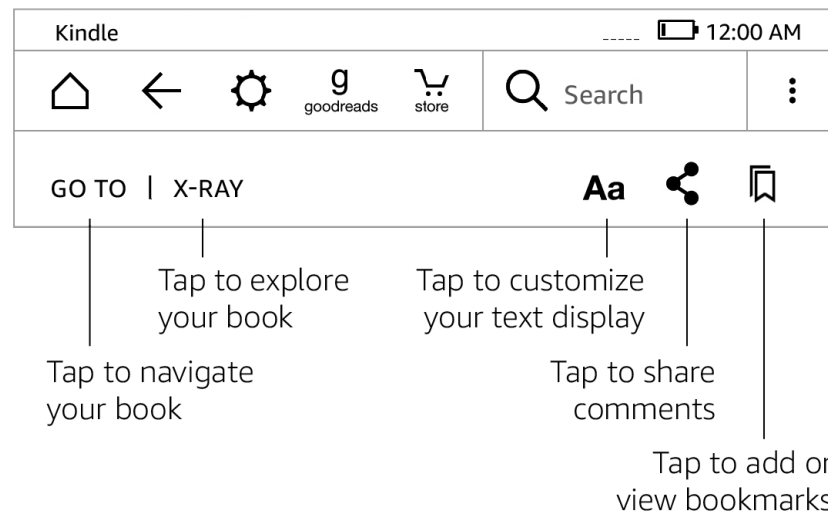 Kindle 12:00 AM
g
goodreads
store
Search
GO TO | X-RAY Aa
Tap to explore
your book
Tap to customize
your text display
Tap to navigate
your book
Tap to share
comments
Tap to add or
view bookmarks